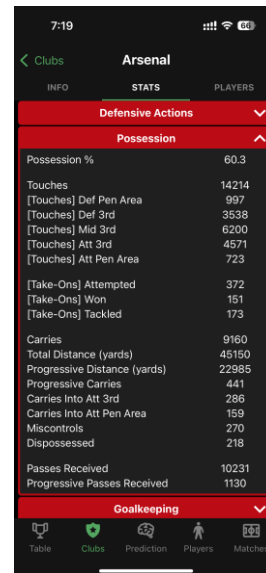 7:19
66
Clubs
Arsenal
INFO STATS PLAYERS
Defensive Actions
Possession
Possession % 60.3
Touches 14214
[Touches] Def Pen Area 997
[Touches] Def 3rd 3538
[Touches] Mid 3rd 6200
[Touches] Att 3rd 4571
[Touches] Att Pen Area 723
[Take-Ons] Attempted 372
[Take-Ons] Won 151
[Take-Ons] Tackled 173
Carries 9160
Total Distance (yards) 45150
Progressive Distance (yards) 22985
Progressive Carries 441
Carries Into Att 3rd 286
Carries Into Att Pen Area 159
Miscontrols 270
Dispossessed 218
Passes Received 10231
Progressive Passes Received 1130
Goalkeeping
Table Clubs Prediction Players Matches